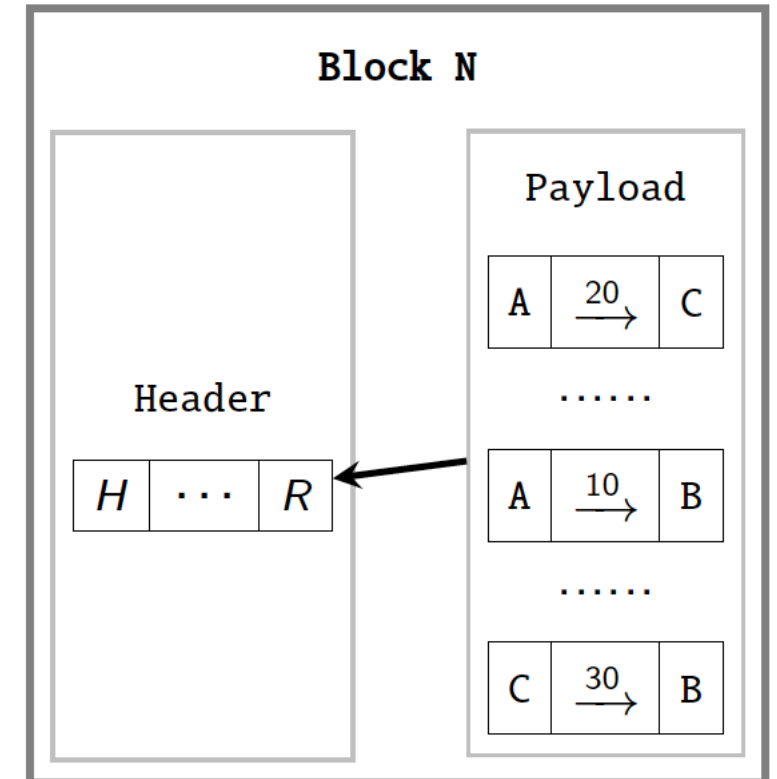 Block N
Header
H ... R
Payload
A 20 → C
......
A 10 → B
......
C 30 → B